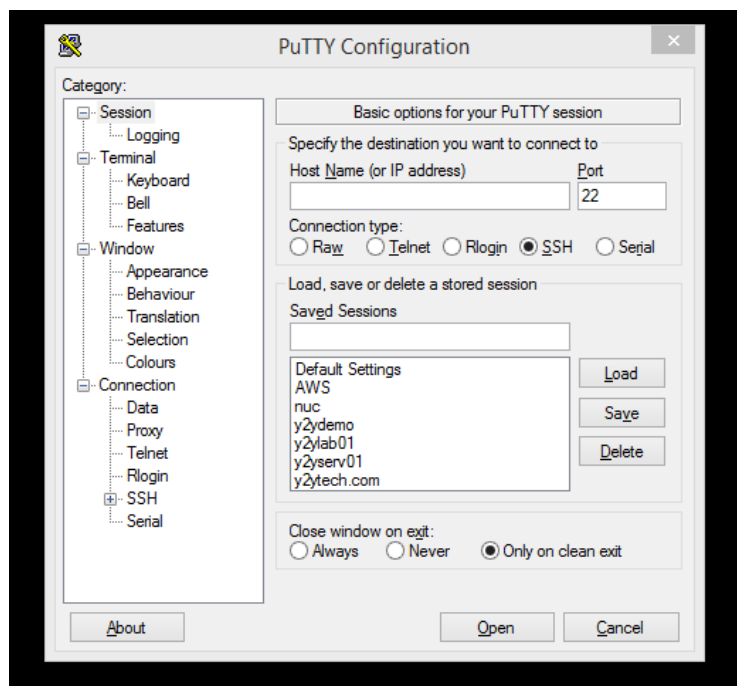 PuTTY Configuration
Category:
Session
Logging
Terminal
Keyboard
Bell
Features
Window
Appearance
Behaviour
Translation
Selection
Colours
Connection
Data
Proxy
Telnet
Rlogin
SSH
Serial
Basic options for your PuTTY session
Specify the destination you want to connect to
Host Name (or IP address) Port
22
Connection type:
Raw Telnet Rlogin SSH Serial
Load, save or delete a stored session
Saved Sessions
Default Settings
AWS
nuc
y2ydemo
y2ylab01
y2yserv01
y2ytech.com
Load
Save
Delete
Close window on exit:
Always Never Only on clean exit
About Open Cancel